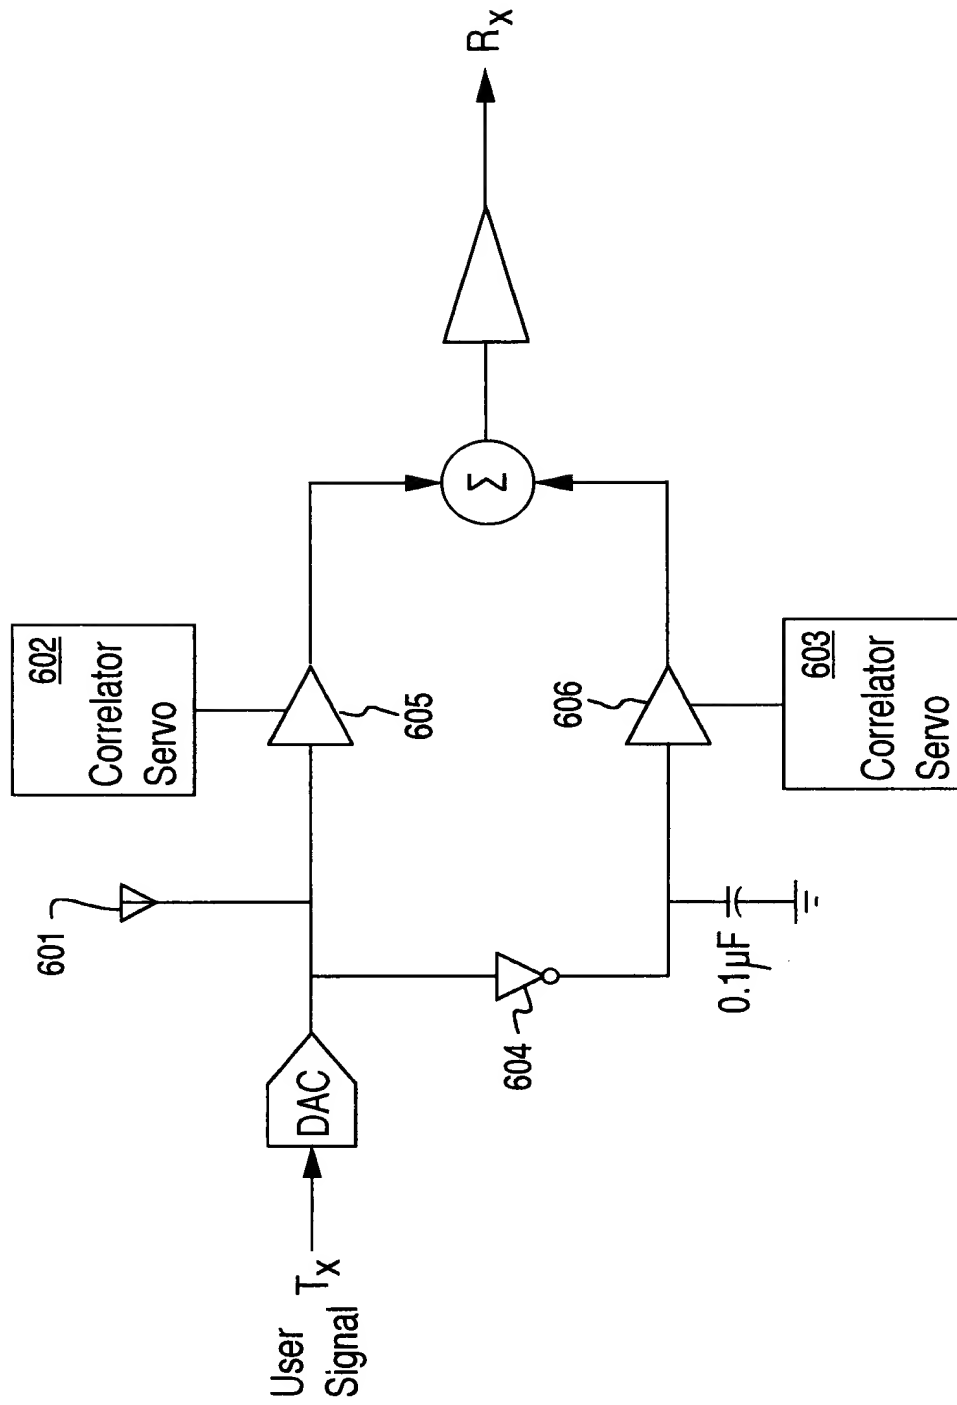 User
Signal
Tx
DAC
601
602
Correlator
Servo
605
604
0.1µF
606
603
Correlator
Servo
Σ
Rx